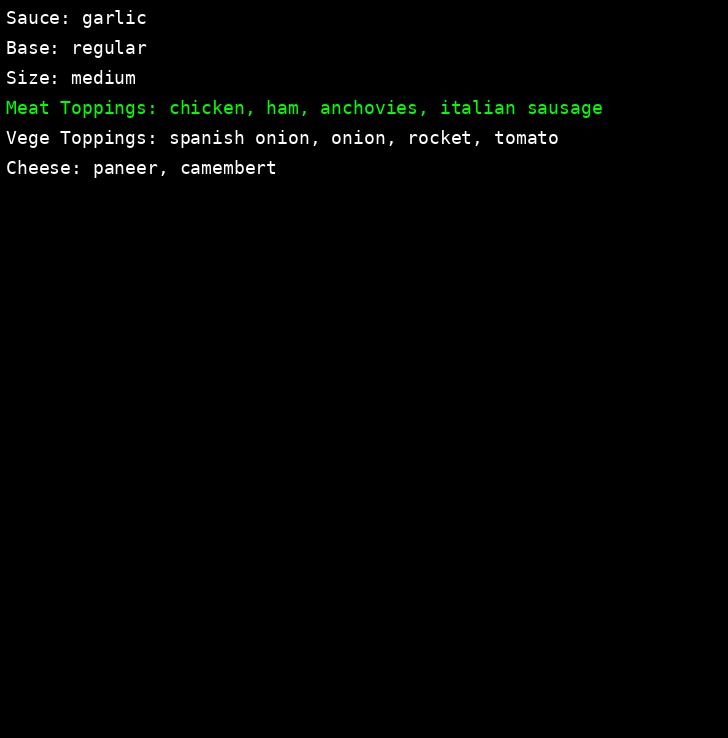 Sauce: garlic
Base: regular
Size: medium
Meat Toppings: chicken, ham, anchovies, italian sausage
Vege Toppings: spanish onion, onion, rocket, tomato
Cheese: paneer, camembert